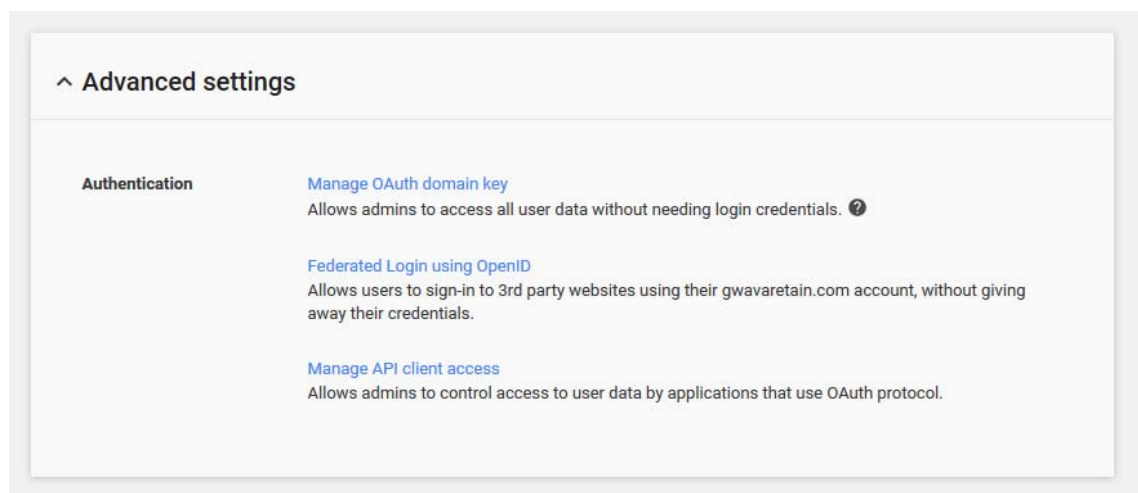 Advanced settings
Authentication
Manage OAuth domain key
Allows admins to access all user data without needing login credentials.
Federated Login using OpenID
Allows users to sign-in to 3rd party websites using their gwavaretain.com account, without giving
away their credentials.
Manage API client access
Allows admins to control access to user data by applications that use OAuth protocol.